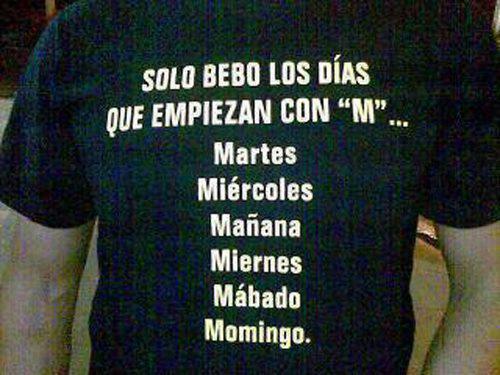 SOLO BEBO LOS DÍAS
QUE EMPIEZAN CON “M”...
Martes
Miércoles
Mañana
Miernes
Mábado
Momingo.